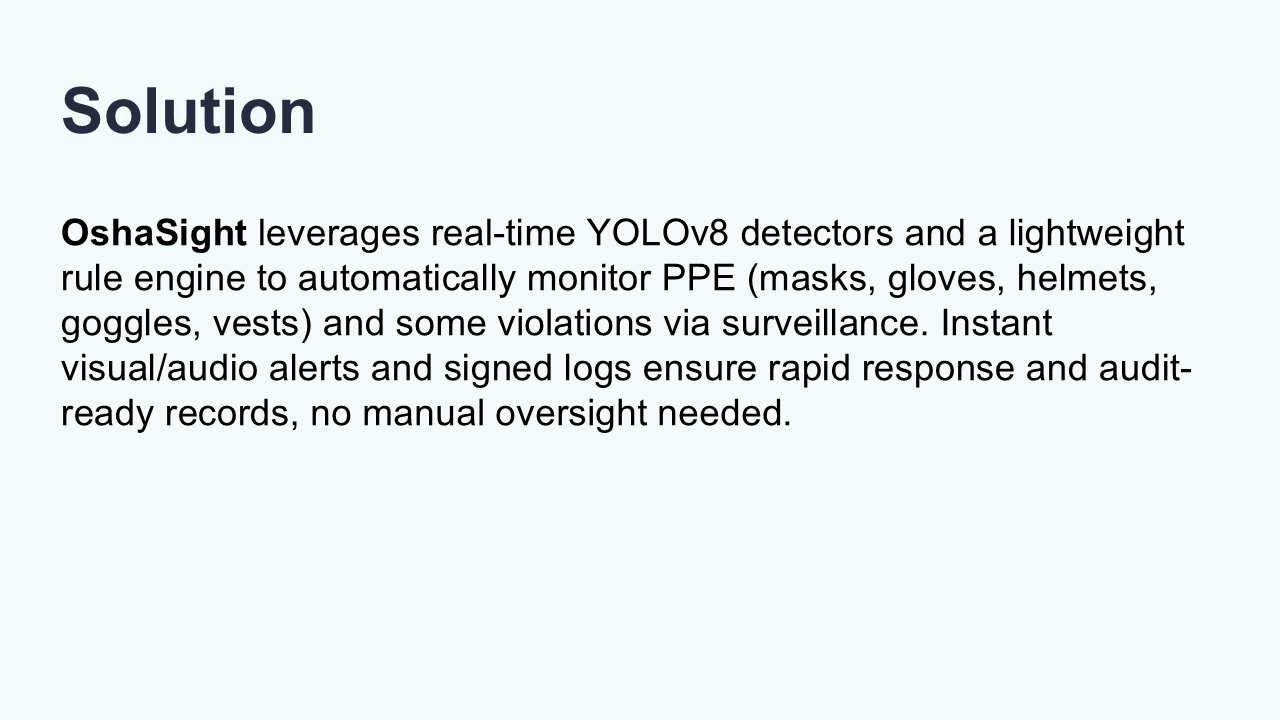 Solution
OshaSight leverages real-time YOLOv8 detectors and a lightweight
rule engine to automatically monitor PPE (masks, gloves, helmets,
goggles, vests) and some violations via surveillance. Instant
visual/audio alerts and signed logs ensure rapid response and audit-
ready records, no manual oversight needed.